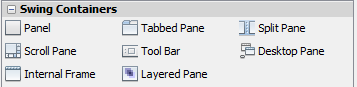 Swing Containers
Panel Tabbed Pane Split Pane
Scroll Pane Tool Bar Desktop Pane
Internal Frame Layered Pane